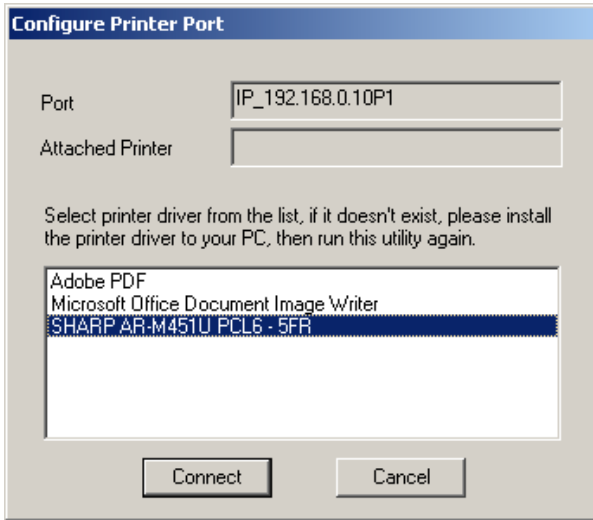 Configure Printer Port
Port
IP_192.168.0.10P1
Attached Printer
Select printer driver from the list, if it doesn't exist, please install
the printer driver to your PC, then run this utility again.
Adobe PDF
Microsoft Office Document Image Writer
SHARP AR-M451U PCL6 - 5FR
Connect
Cancel